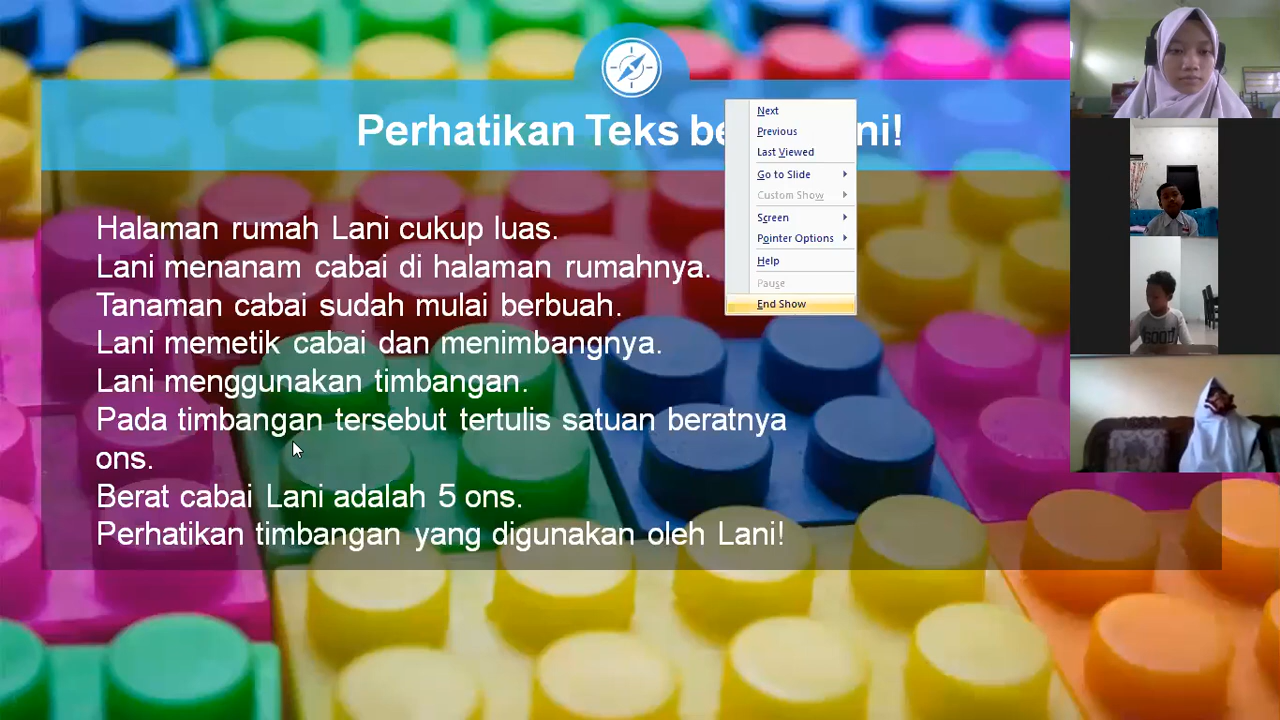 Perhatikan Teks be ni!
Halaman rumah Lani cukup luas.
Lani menanam cabai di halaman rumahnya.
Tanaman cabai sudah mulai berbuah.
Lani memetik cabai dan menimbangnya.
Lani menggunakan timbangan.
Pada timbangan tersebut tertulis satuan beratnya
ons.
Berat cabai Lani adalah 5 ons.
Perhatikan timbangan yang digunakan oleh Lani!
Next
Previous
Last Viewed
Go to Slide
Custom Show
Screen
Pointer Options
Help
Pause
End Show
GOOD